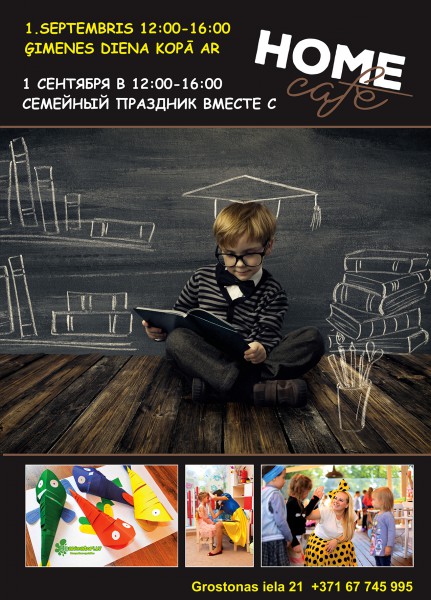 1.SEPTEMBRIS 12:00-16:00
ĢIMENES DIENA KOPĀ AR
1 СЕНТЯБРЯ В 12:00-16:00
СЕМЕЙНЫЙ ПРАЗДНИК ВМЕСТЕ С
HOME
cafe
Grostonas iela 21 +371 67 745 995